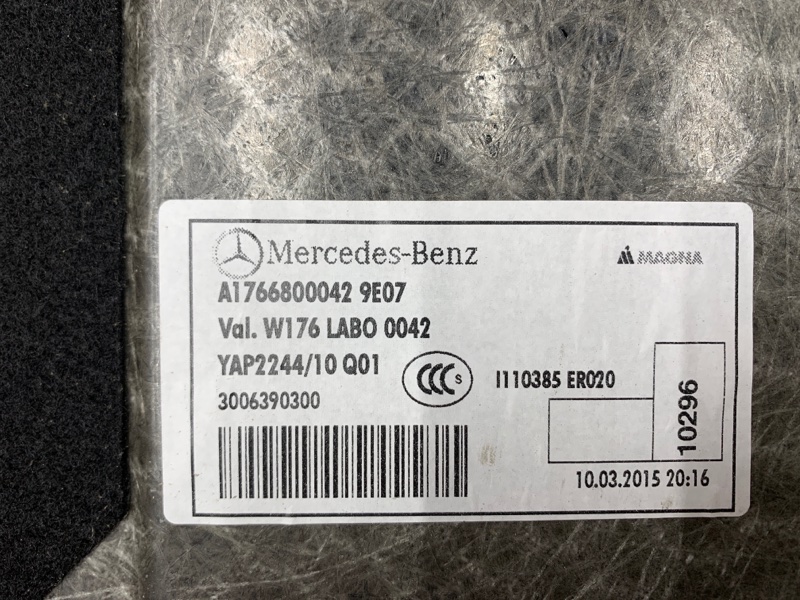 Mercedes-Benz
MAGNA
A1766800042 9E07
Val. W176 LABO 0042
YAP2244/10 Q01
CCC S
I110385 ER020
3006390300
10296
10.03.2015 20:16